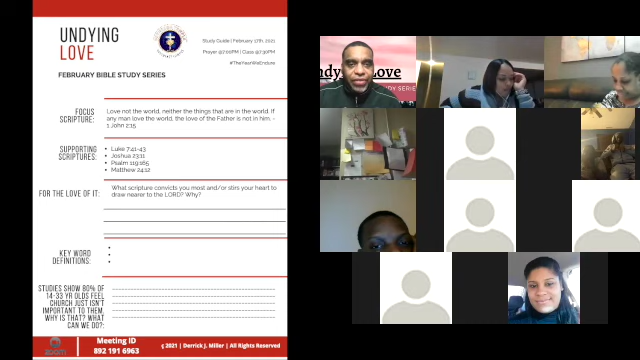 UNDYING
LOVE
Study Guide | February 17th, 2021
Prayer @7:00PM | Class @7:30PM
#TheYearWeEndure
FEBRUARY BIBLE STUDY SERIES
FOCUS
SCRIPTURE:
Love not the world, neither the things that are in the world. If
any man love the world, the love of the Father is not in him. -
1 John 2:15
SUPPORTING
SCRIPTURES:
• Luke 7:41-43
• Joshua 23:11
• Psalm 119:165
• Matthew 24:12
FOR THE LOVE OF IT:
What scripture convicts you most and/or stirs your heart to
draw nearer to the LORD? Why?
KEY WORD
DEFINITIONS:
STUDIES SHOW 80% OF
14-33 YR OLDS FEEL
CHURCH JUST ISN'T
IMPORTANT TO THEM.
WHY IS THAT? WHAT
CAN WE DO?:
zoom
Meeting ID
892 191 6963
© 2021 | Derrick J. Miller | All Rights Reserved
ndy Love
STUDY SERIES